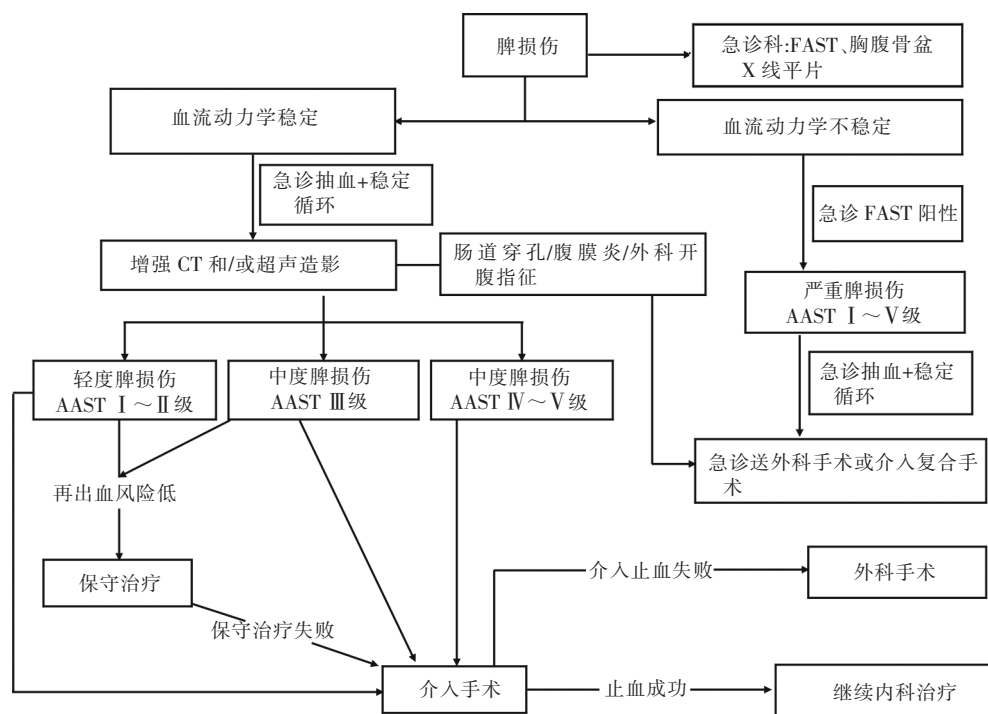 脾损伤
急诊科:FAST、胸腹骨盆
X 线平片
血流动力学稳定
血流动力学不稳定
急诊抽血+稳定
循环
急诊 FAST 阳性
增强 CT 和/或超声造影
肠道穿孔/腹膜炎/外科开
腹指征
严重脾损伤
AAST Ⅰ～Ⅴ级
轻度脾损伤
AAST Ⅰ～Ⅱ级
中度脾损伤
AAST Ⅲ级
中度脾损伤
AAST Ⅳ～Ⅴ级
急诊抽血+稳定
循环
急诊送外科手术或介入复合手
术
再出血风险低
保守治疗
介入止血失败
外科手术
保守治疗失败
介入手术
止血成功
继续内科治疗